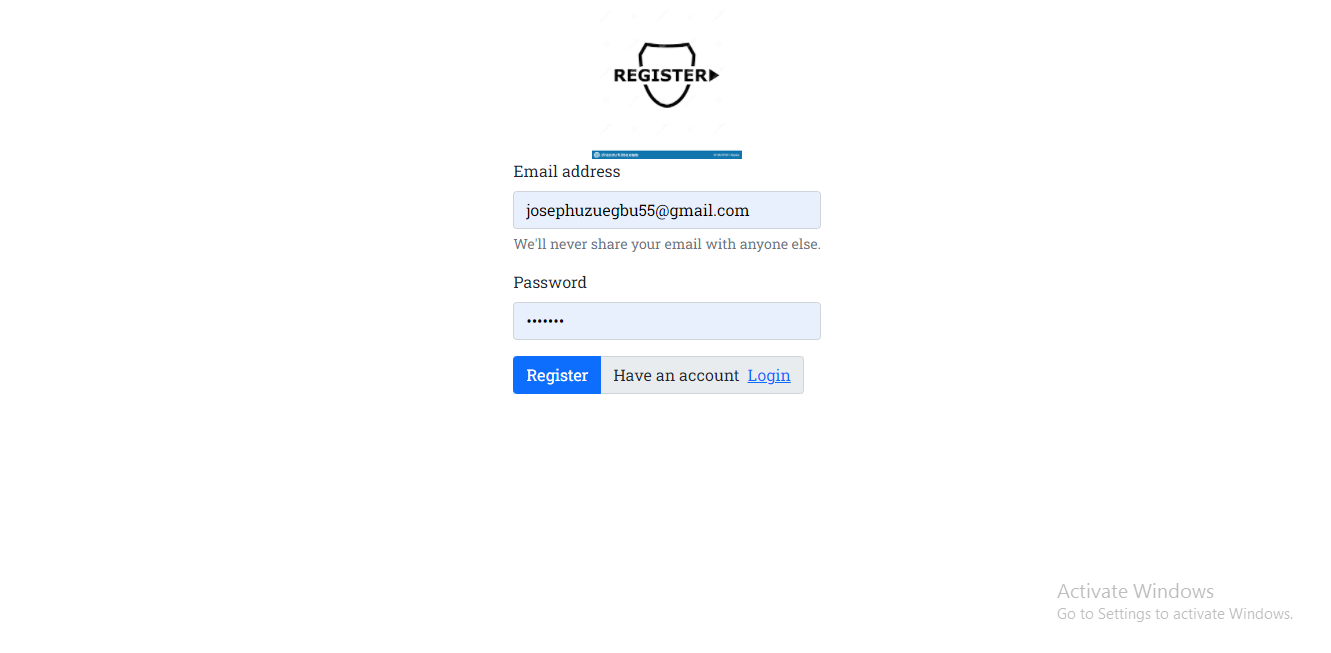 REGISTER
Email address
josephuzuegbu55@gmail.com
We'll never share your email with anyone else.
Password
•••••••
Register Have an account Login
Activate Windows
Go to Settings to activate Windows.